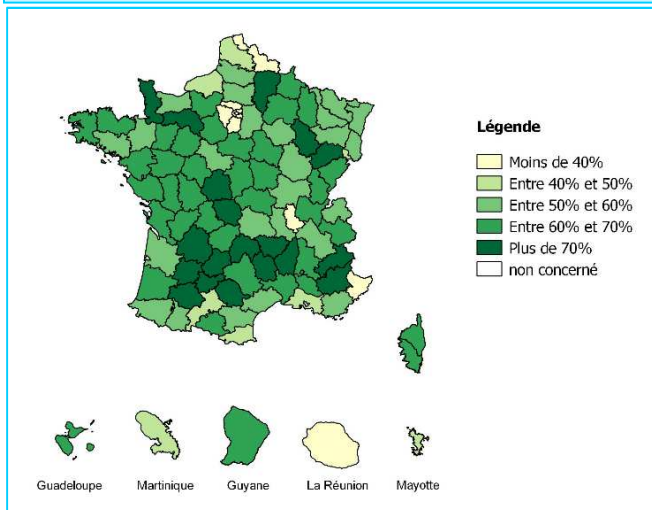 Légende
Moins de 40%
Entre 40% et 50%
Entre 50% et 60%
Entre 60% et 70%
Plus de 70%
non concerné
Guadeloupe Martinique Guyane La Réunion Mayotte